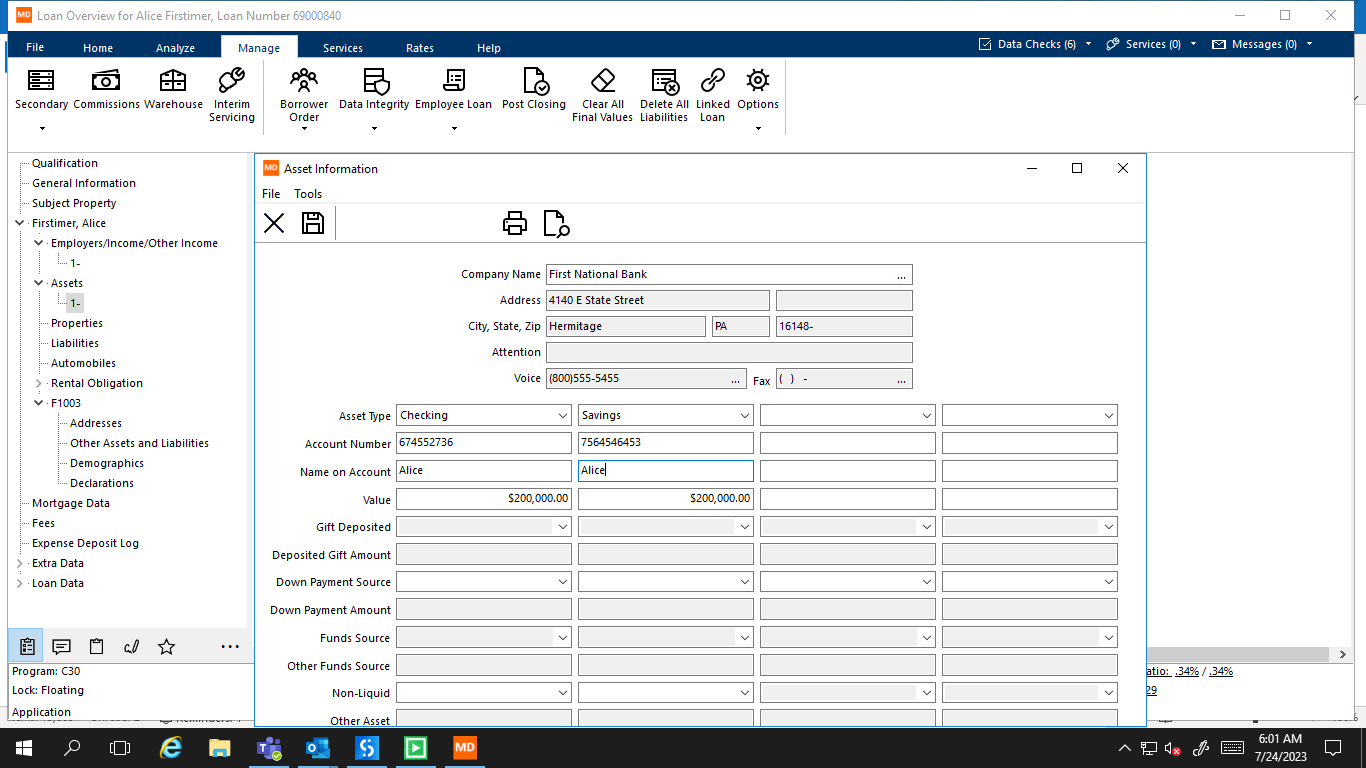 MD Loan Overview for Alice Firstimer, Loan Number 69000840
File Home Analyze Manage Services Rates Help Data Checks (6) Services (0) Messages (0)
Secondary Commissions Warehouse Interim Servicing Borrower Order Data Integrity Employee Loan Post Closing Clear All Final Values Delete All Liabilities Linked Loan Options
Qualification
General Information
Subject Property
Firstimer, Alice
Employers/Income/Other Income
1-
Assets
1-
Properties
Liabilities
Automobiles
Rental Obligation
F1003
Addresses
Other Assets and Liabilities
Demographics
Declarations
Mortgage Data
Fees
Expense Deposit Log
Extra Data
Loan Data
Program: C30
Lock: Floating
Application
MD Asset Information
File Tools
Company Name First National Bank ...
Address 4140 E State Street
City, State, Zip Hermitage PA 16148-
Attention
Voice (800)555-5455 ... Fax ( ) - ...
Asset Type Checking Savings
Account Number 674552736 7564546453
Name on Account Alice Alice
Value $200,000.00 $200,000.00
Gift Deposited
Deposited Gift Amount
Down Payment Source
Down Payment Amount
Funds Source
Other Funds Source
Non-Liquid
Other Asset
atio: .34% / .34%
29
MD
6:01 AM
7/24/2023